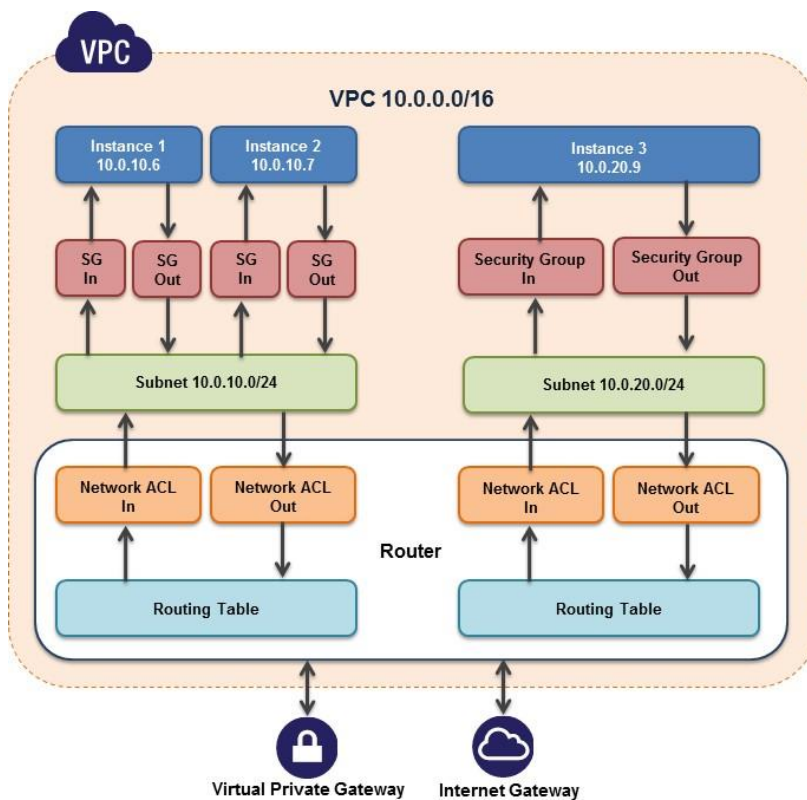 VPC
VPC 10.0.0.0/16
Instance 1
10.0.10.6
Instance 2
10.0.10.7
Instance 3
10.0.20.9
SG
In
SG
Out
SG
In
SG
Out
Security Group
In
Security Group
Out
Subnet 10.0.10.0/24
Subnet 10.0.20.0/24
Network ACL
In
Network ACL
Out
Network ACL
In
Network ACL
Out
Router
Routing Table
Routing Table
Virtual Private Gateway
Internet Gateway